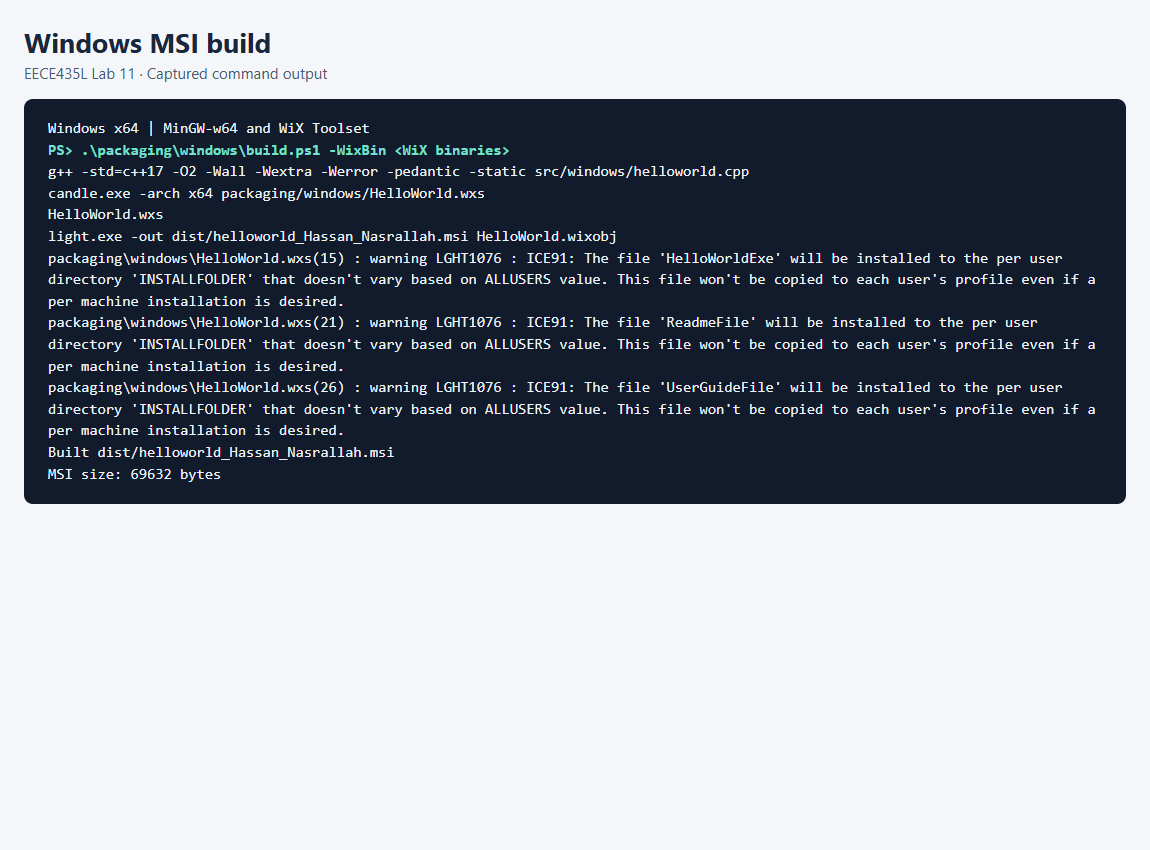 Windows MSI build
EECE435L Lab 11 · Captured command output
Windows x64 | MinGW-w64 and WiX Toolset
PS> .\packaging\windows\build.ps1 -WixBin <WiX binaries>
g++ -std=c++17 -O2 -Wall -Wextra -Werror -pedantic -static src/windows/helloworld.cpp
candle.exe -arch x64 packaging/windows/HelloWorld.wxs
HelloWorld.wxs
light.exe -out dist/helloworld_Hassan_Nasrallah.msi HelloWorld.wixobj
packaging\windows\HelloWorld.wxs(15) : warning LGHT1076 : ICE91: The file 'HelloWorldExe' will be installed to the per user
directory 'INSTALLFOLDER' that doesn't vary based on ALLUSERS value. This file won't be copied to each user's profile even if a
per machine installation is desired.
packaging\windows\HelloWorld.wxs(21) : warning LGHT1076 : ICE91: The file 'ReadmeFile' will be installed to the per user
directory 'INSTALLFOLDER' that doesn't vary based on ALLUSERS value. This file won't be copied to each user's profile even if a
per machine installation is desired.
packaging\windows\HelloWorld.wxs(26) : warning LGHT1076 : ICE91: The file 'UserGuideFile' will be installed to the per user
directory 'INSTALLFOLDER' that doesn't vary based on ALLUSERS value. This file won't be copied to each user's profile even if a
per machine installation is desired.
Built dist/helloworld_Hassan_Nasrallah.msi
MSI size: 69632 bytes